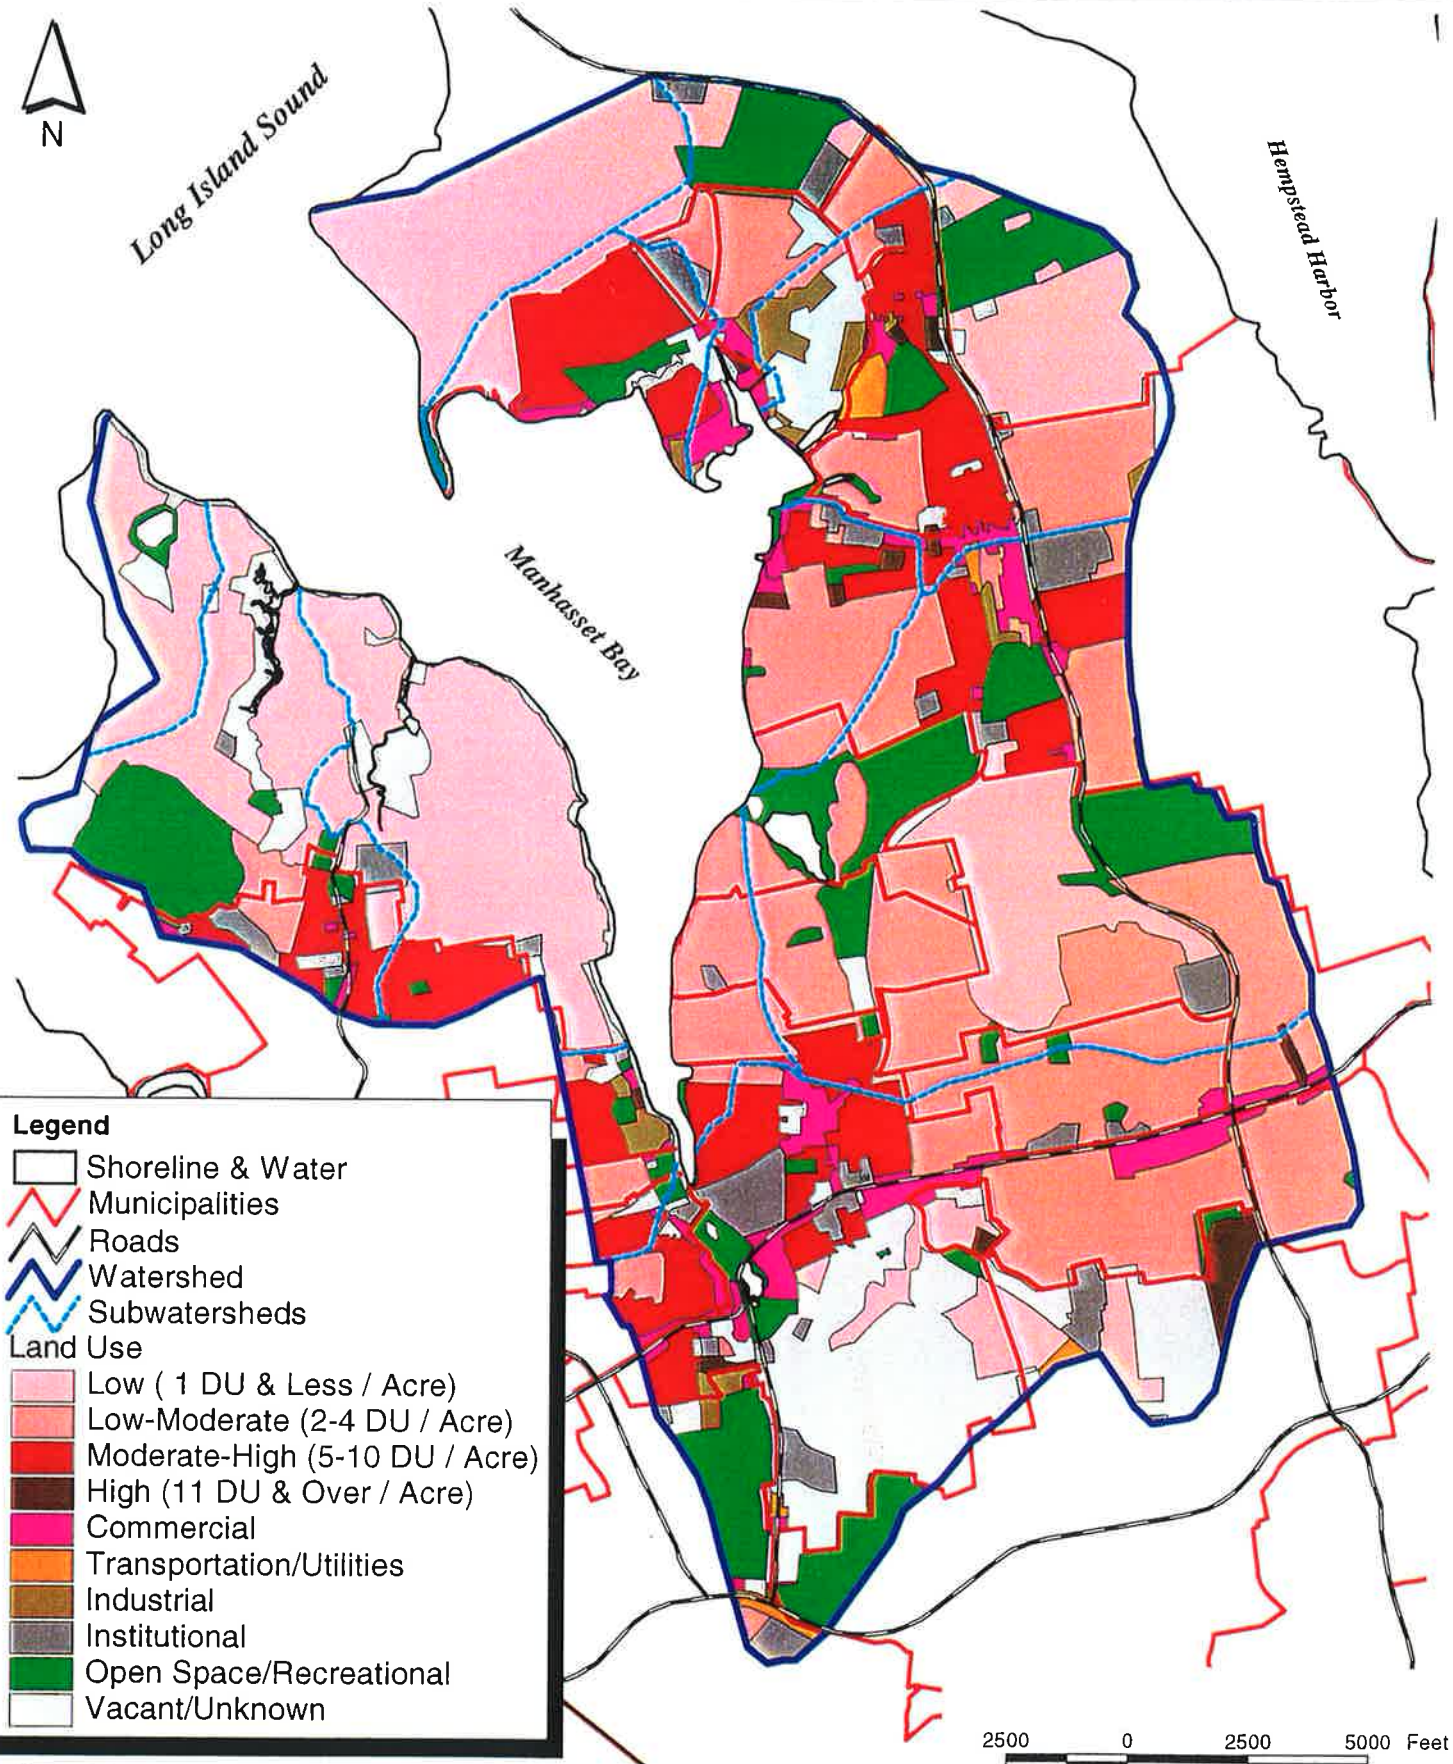 N
Long Island Sound
Hempstead Harbor
Manhasset Bay
Legend
Shoreline & Water
Municipalities
Roads
Watershed
Subwatersheds
Land Use
Low ( 1 DU & Less / Acre)
Low-Moderate (2-4 DU / Acre)
Moderate-High (5-10 DU / Acre)
High (11 DU & Over / Acre)
Commercial
Transportation/Utilities
Industrial
Institutional
Open Space/Recreational
Vacant/Unknown
2500 0 2500 5000 Feet